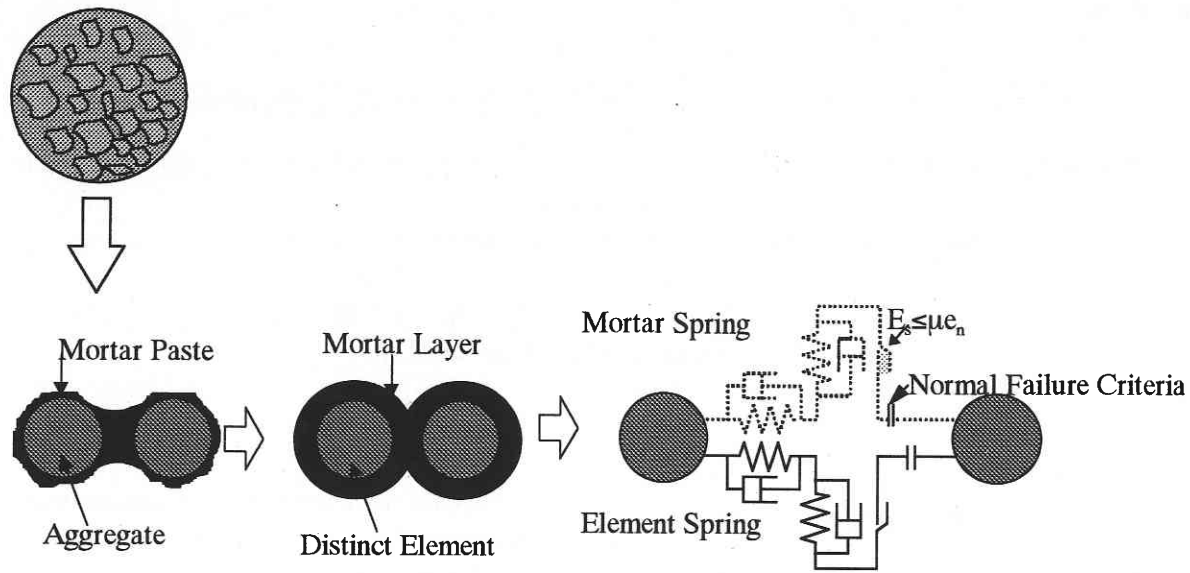 Mortar Paste
Aggregate
Mortar Layer
Distinct Element
Mortar Spring
Eₛ≤μeₙ
Normal Failure Criteria
Element Spring